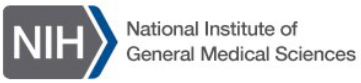 NIH
National Institute of
General Medical Sciences